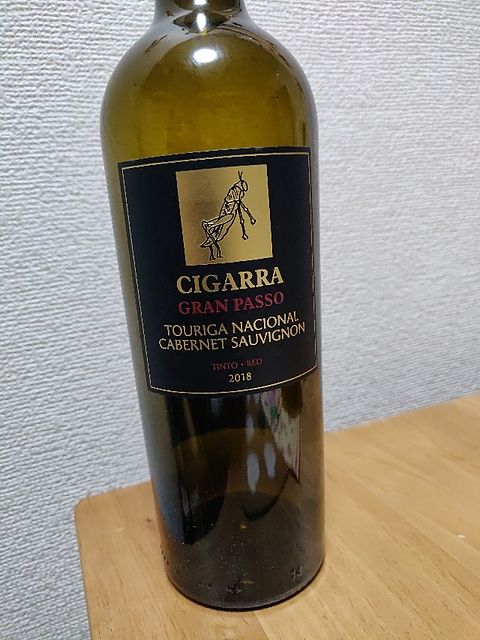 CIGARRA
GRAN PASSO
TOURIGA NACIONAL
CABERNET SAUVIGNON
TINTO • RED
2018